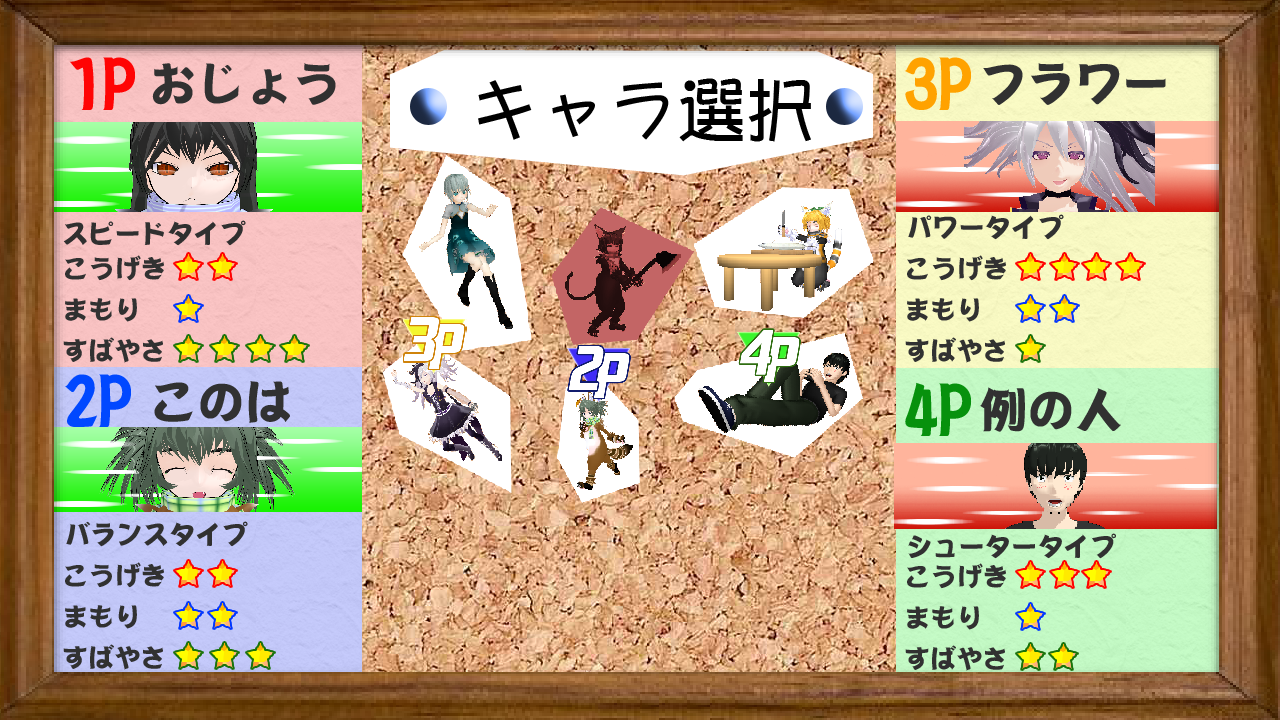 キャラ選択
1P おじょう
スピードタイプ
こうげき
まもり
すばやさ
2P このは
バランスタイプ
こうげき
まもり
すばやさ
3P フラワー
パワータイプ
こうげき
まもり
すばやさ
4P 例の人
シュータータイプ
こうげき
まもり
すばやさ
3P
2P
4P